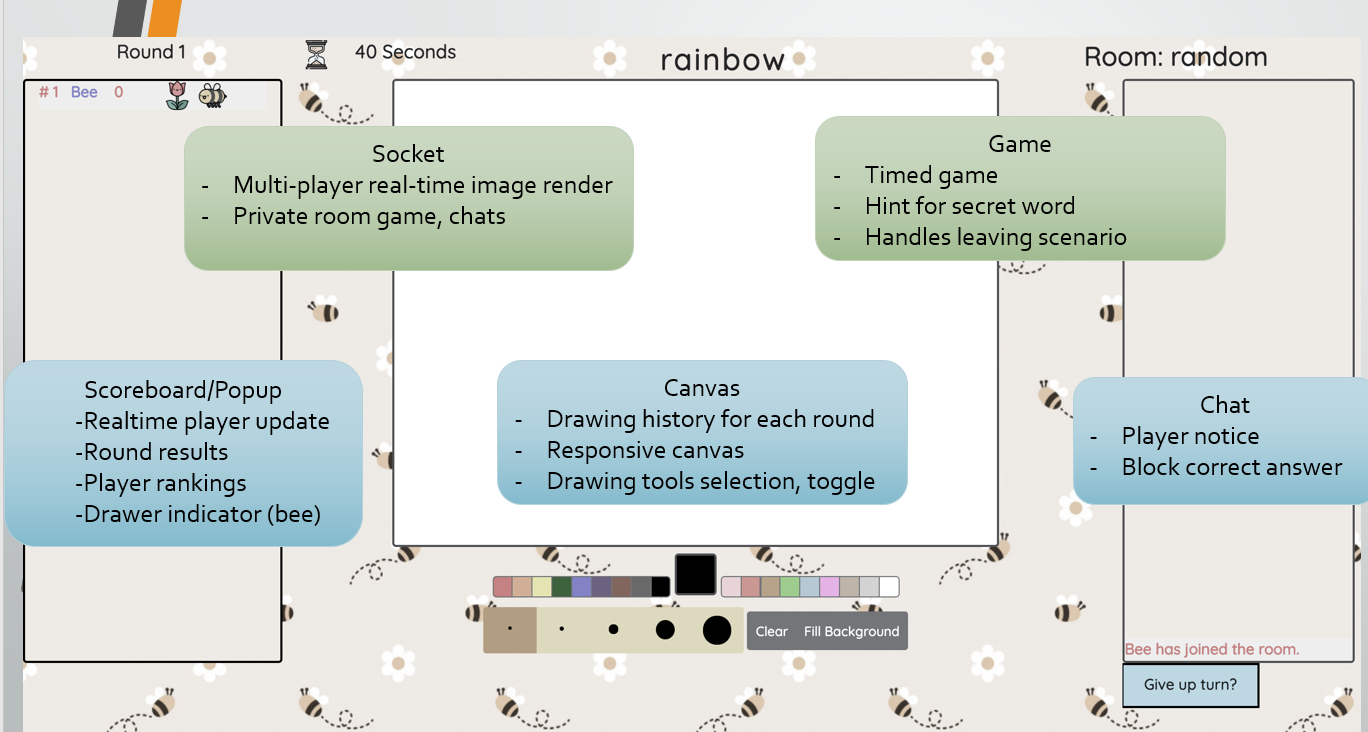 Round 1
40 Seconds
rainbow
Room: random
# 1 Bee 0
Socket
- Multi-player real-time image render
- Private room game, chats
Game
- Timed game
- Hint for secret word
- Handles leaving scenario
Scoreboard/Popup
-Realtime player update
-Round results
-Player rankings
-Drawer indicator (bee)
Canvas
- Drawing history for each round
- Responsive canvas
- Drawing tools selection, toggle
Chat
- Player notice
- Block correct answer
Clear Fill Background
Bee has joined the room.
Give up turn?